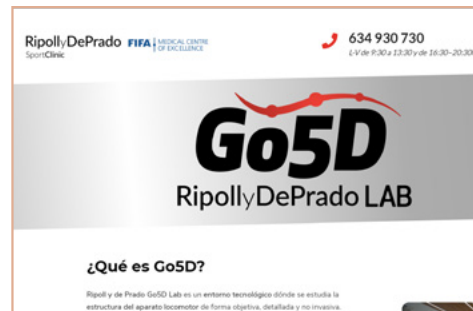 RipollyDePrado FIFA MEDICAL CENTRE
OF EXCELLENCE
SportClinic
634 930 730
L-V de 9:30 a 13:30 y de 16:30–20:30
Go5D
RipollyDePrado LAB
¿Qué es Go5D?
Ripoll y de Prado Go5D Lab es un entorno tecnológico dónde se estudia la
estructura del aparato locomotor de forma objetiva, detallada y no invasiva.